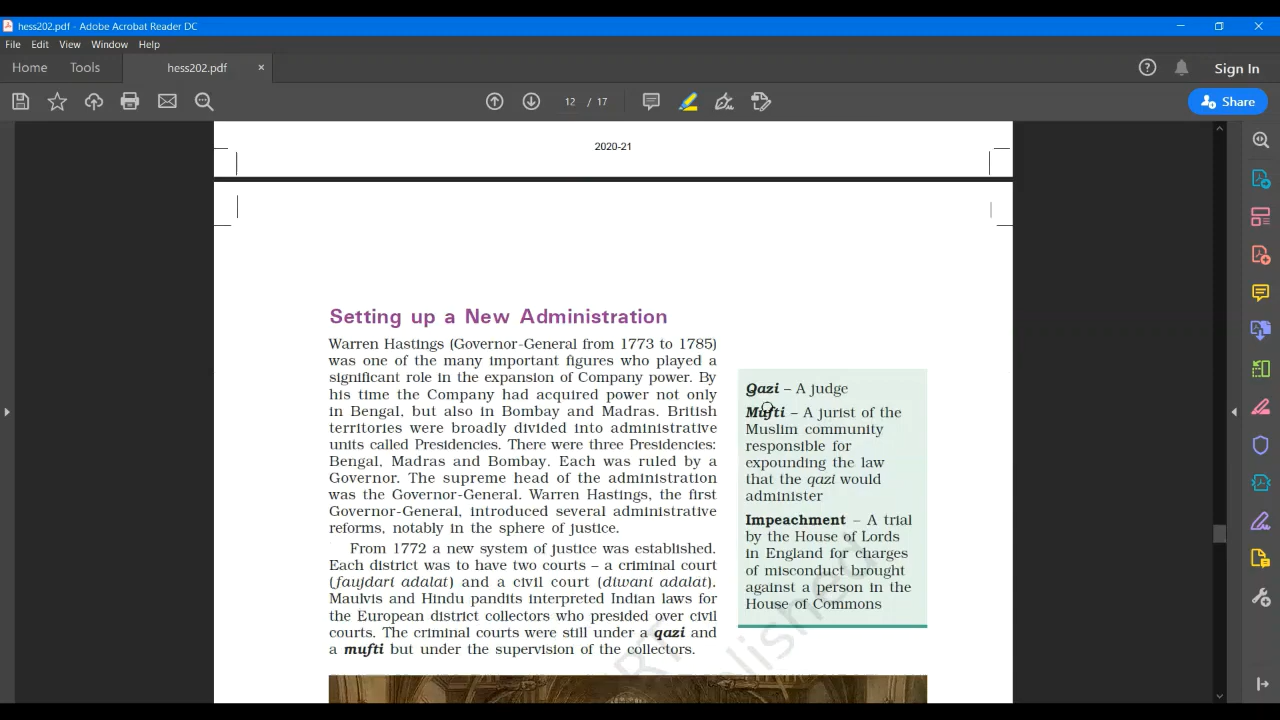 hess202.pdf - Adobe Acrobat Reader DC
File Edit View Window Help
Home Tools hess202.pdf × Sign In
12 / 17 Share
2020-21
Setting up a New Administration
Warren Hastings (Governor-General from 1773 to 1785)
was one of the many important figures who played a
significant role in the expansion of Company power. By
his time the Company had acquired power not only
in Bengal, but also in Bombay and Madras. British
territories were broadly divided into administrative
units called Presidencies. There were three Presidencies:
Bengal, Madras and Bombay. Each was ruled by a
Governor. The supreme head of the administration
was the Governor-General. Warren Hastings, the first
Governor-General, introduced several administrative
reforms, notably in the sphere of justice.
From 1772 a new system of justice was established.
Each district was to have two courts – a criminal court
(faujdari adalat) and a civil court (diwani adalat).
Maulvis and Hindu pandits interpreted Indian laws for
the European district collectors who presided over civil
courts. The criminal courts were still under a qazi and
a mufti but under the supervision of the collectors.
Qazi – A judge
Mufti – A jurist of the
Muslim community
responsible for
expounding the law
that the qazi would
administer
Impeachment – A trial
by the House of Lords
in England for charges
of misconduct brought
against a person in the
House of Commons